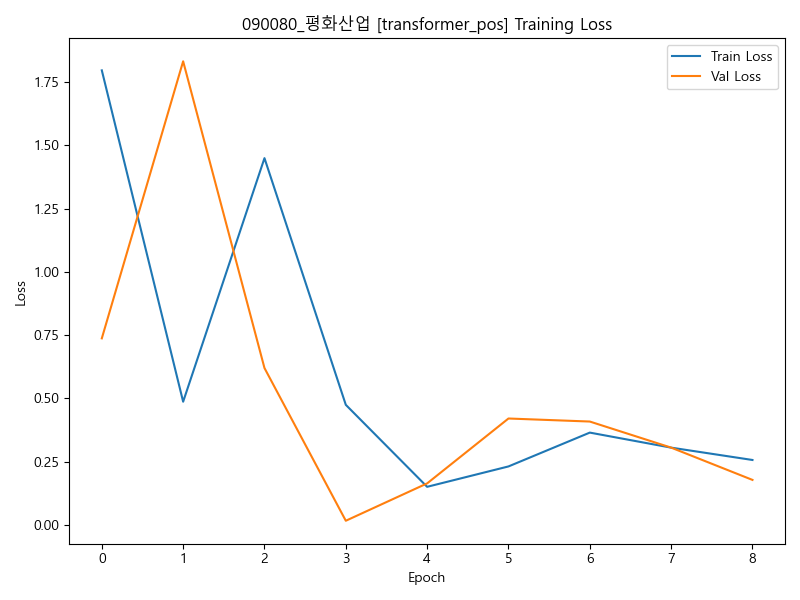 090080_평화산업 [transformer_pos] Training Loss
Train Loss
Val Loss
1.75
1.50
1.25
1.00
0.75
0.50
0.25
0.00
Loss
0 1 2 3 4 5 6 7 8
Epoch